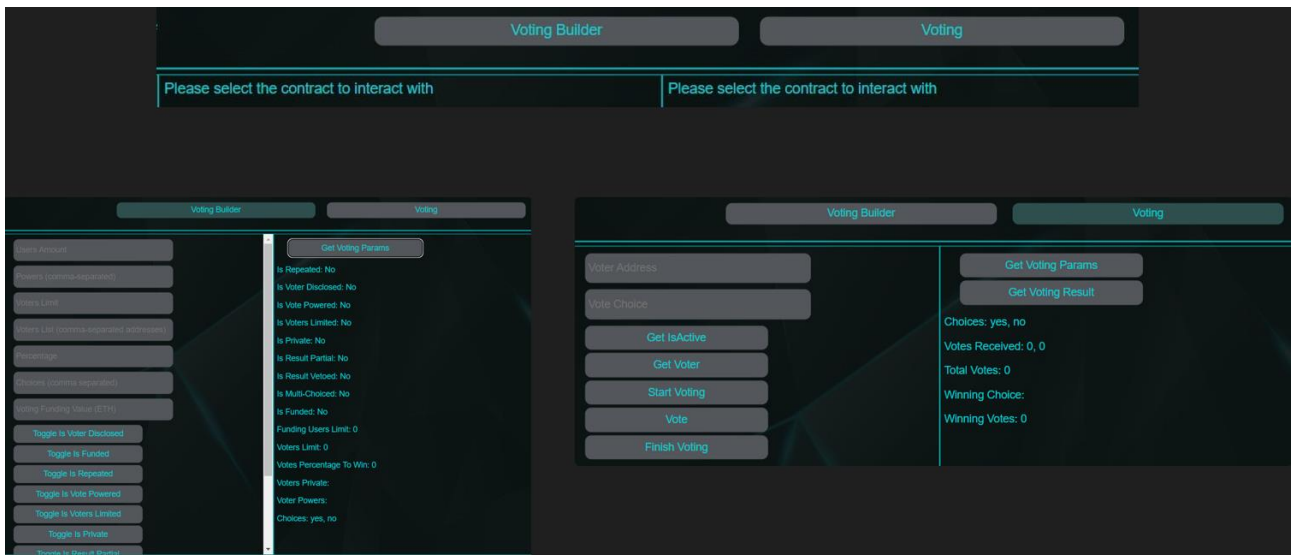 Voting Builder
Voting
Please select the contract to interact with
Please select the contract to interact with
Voting Builder
Voting
Users Amount
Powers (comma-separated)
Voters Limit
Voters List (comma-separated addresses)
Percentage
Choices (comma separated)
Voting Funding Value (ETH)
Toggle Is Voter Disclosed
Toggle Is Funded
Toggle Is Repeated
Toggle Is Vote Powered
Toggle Is Voters Limited
Toggle Is Private
Toggle Is Result Partial
Get Voting Params
Is Repeated: No
Is Voter Disclosed: No
Is Vote Powered: No
Is Voters Limited: No
Is Private: No
Is Result Partial: No
Is Result Vetoed: No
Is Multi-Choiced: No
Is Funded: No
Funding Users Limit: 0
Voters Limit: 0
Votes Percentage To Win: 0
Voters Private:
Voter Powers:
Choices: yes, no
Voting Builder
Voting
Voter Address
Vote Choice
Get IsActive
Get Voter
Start Voting
Vote
Finish Voting
Get Voting Params
Get Voting Result
Choices: yes, no
Votes Received: 0, 0
Total Votes: 0
Winning Choice:
Winning Votes: 0